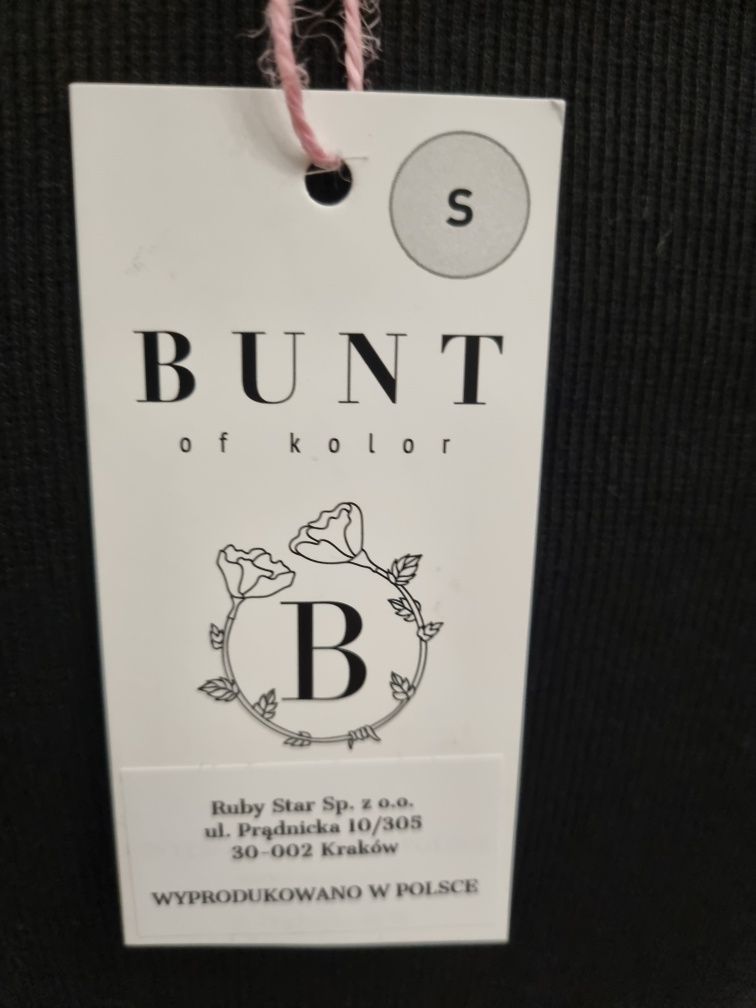 S
BUNT
of kolor
B
Ruby Star Sp. z o.o.
ul. Prądnicka 10/305
30-002 Kraków
WYPRODUKOWANO W POLSCE